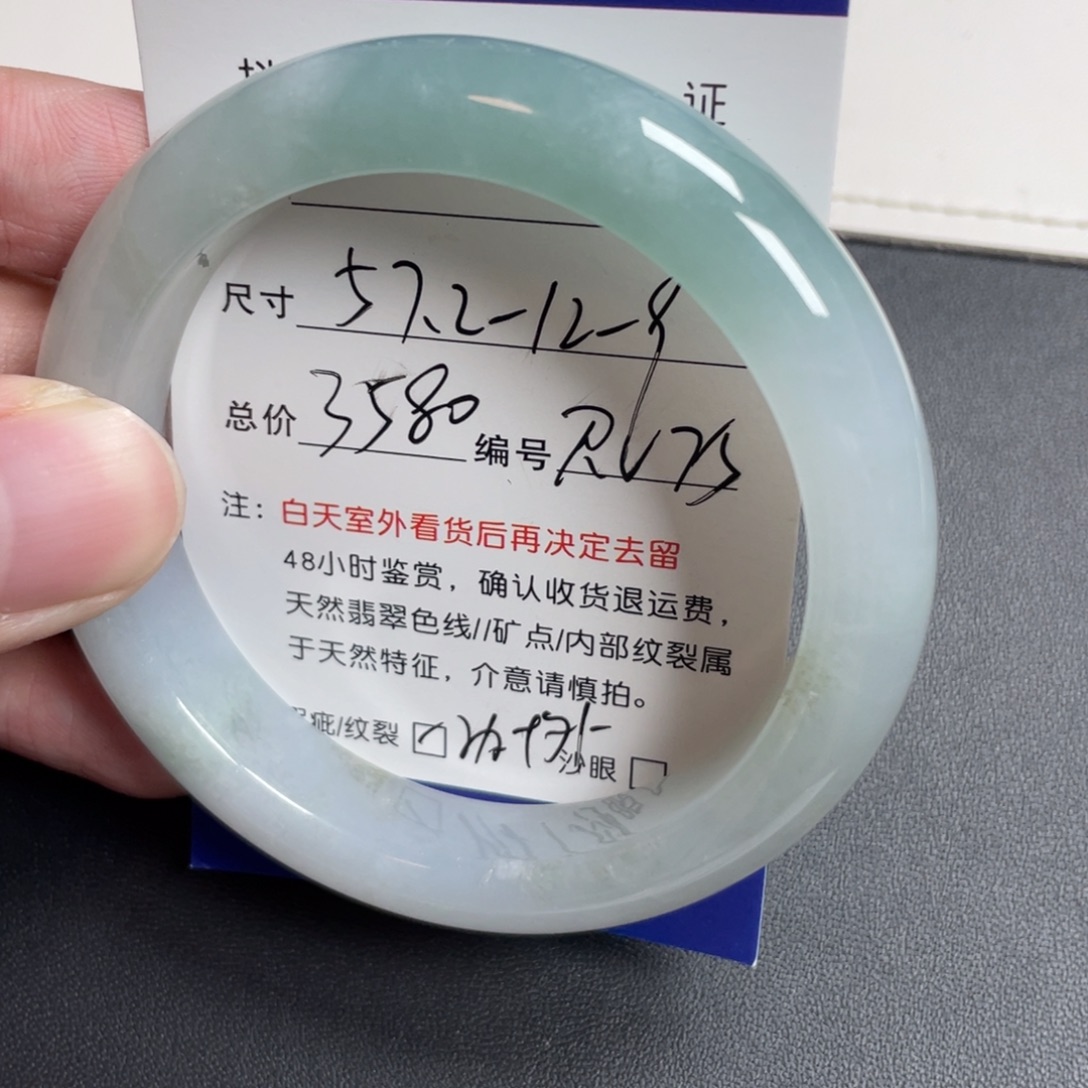 证
尺寸 57.2-12-8
总价 3580 编号 RV75
注：白天室外看货后再决定去留
48小时鉴赏，确认收货退运费，
天然翡翠色线//矿点/内部纹裂属
于天然特征，介意请慎拍。
疵/纹裂 ☑ 沙眼 □